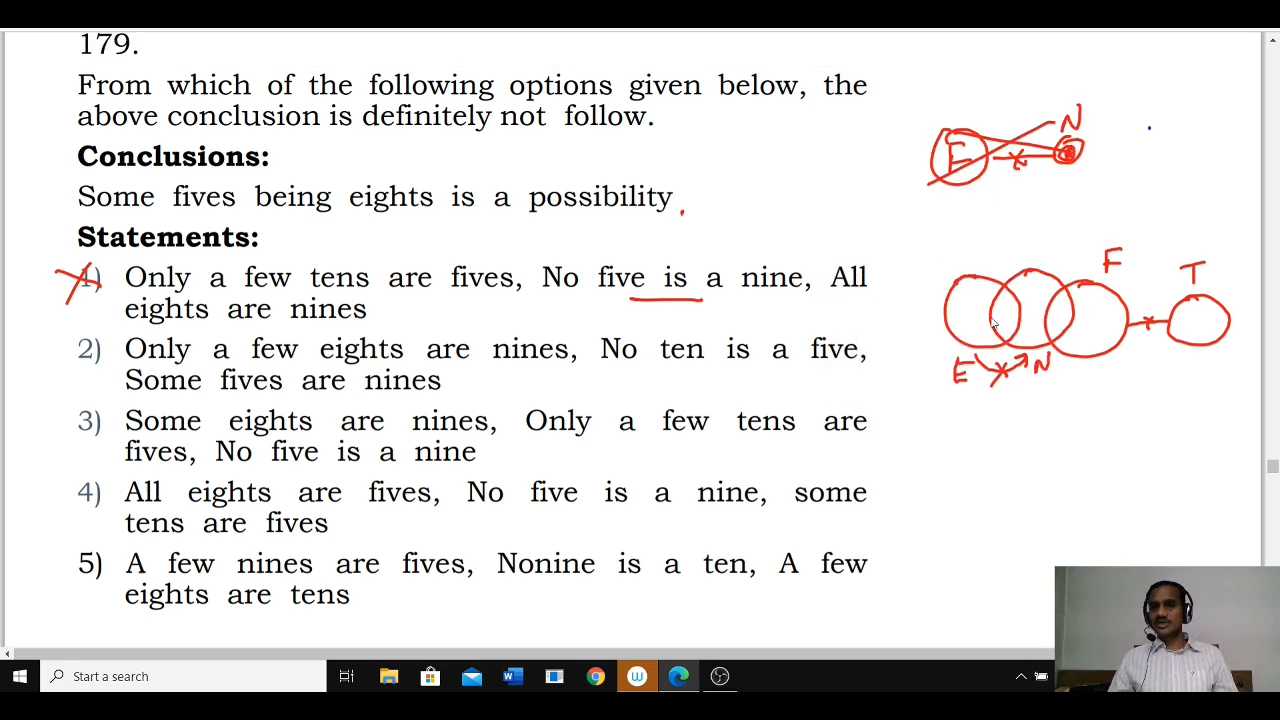 179.
From which of the following options given below, the
above conclusion is definitely not follow.
Conclusions:
Some fives being eights is a possibility
Statements:
1) Only a few tens are fives, No five is a nine, All
eights are nines
2) Only a few eights are nines, No ten is a five,
Some fives are nines
3) Some eights are nines, Only a few tens are
fives, No five is a nine
4) All eights are fives, No five is a nine, some
tens are fives
5) A few nines are fives, Nonine is a ten, A few
eights are tens
N
E
F
T
E
N
Start a search